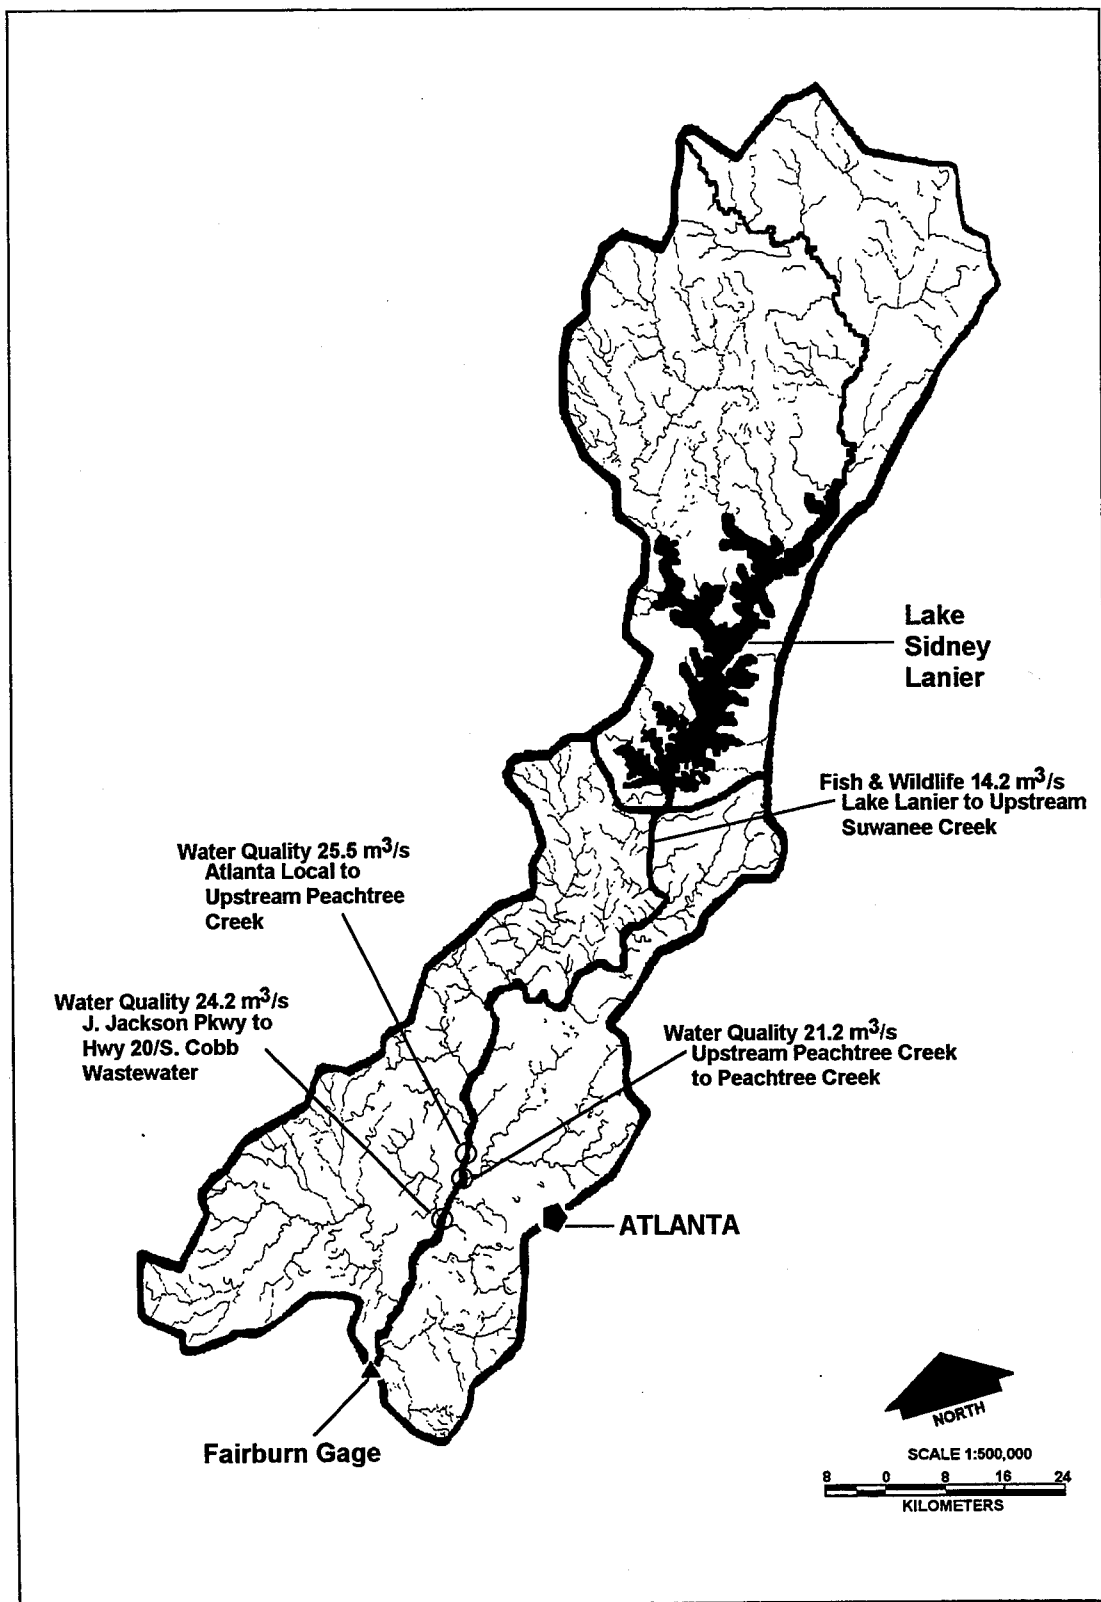 Lake
Sidney
Lanier
Fish & Wildlife 14.2 m³/s
Lake Lanier to Upstream
Suwanee Creek
Water Quality 25.5 m³/s
Atlanta Local to
Upstream Peachtree
Creek
Water Quality 24.2 m³/s
J. Jackson Pkwy to
Hwy 20/S. Cobb
Wastewater
Water Quality 21.2 m³/s
Upstream Peachtree Creek
to Peachtree Creek
ATLANTA
Fairburn Gage
NORTH
SCALE 1:500,000
8 0 8 16 24
KILOMETERS